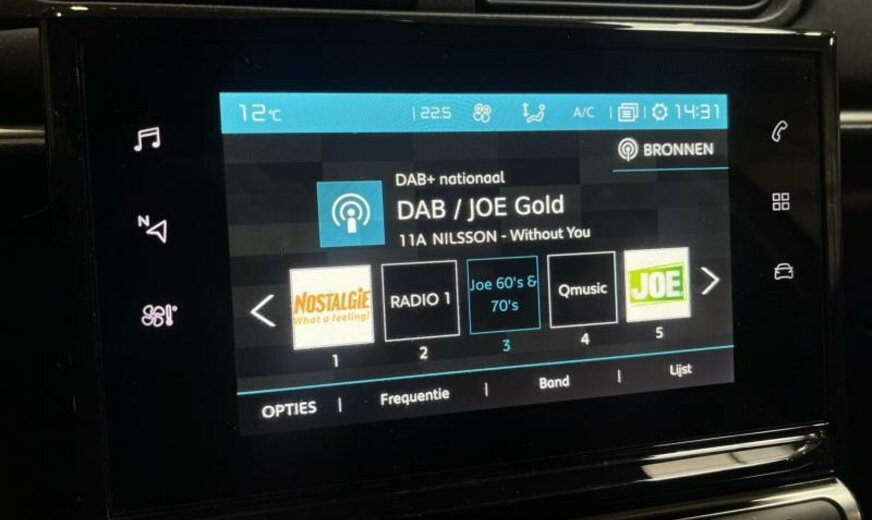 12°C
22.5
A/C
14:31
BRONNEN
DAB+ nationaal
DAB / JOE Gold
11A NILSSON - Without You
N
NOSTALGiE
What a feeling!
RADIO 1
Joe 60's &
70's
Qmusic
JOE
1
2
3
4
5
OPTIES
Frequentie
Band
Lijst